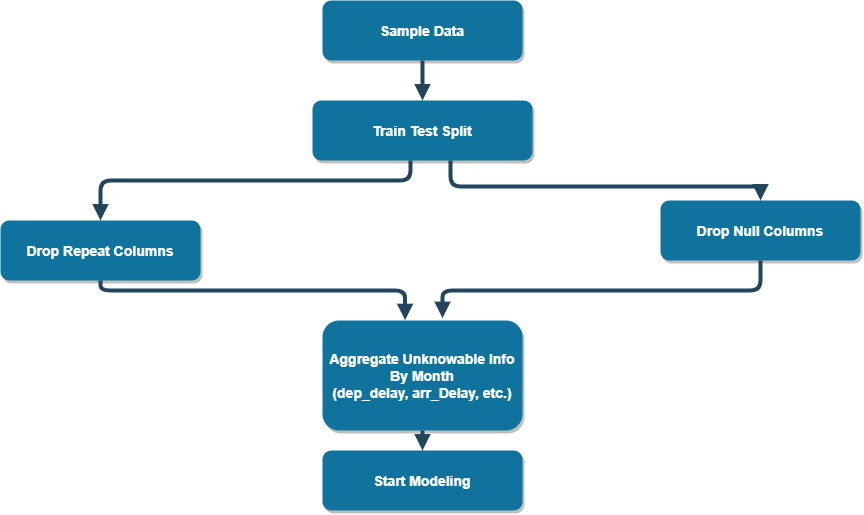 Sample Data
Train Test Split
Drop Repeat Columns
Drop Null Columns
Aggregate Unknowable Info
By Month
(dep_delay, arr_Delay, etc.)
Start Modeling